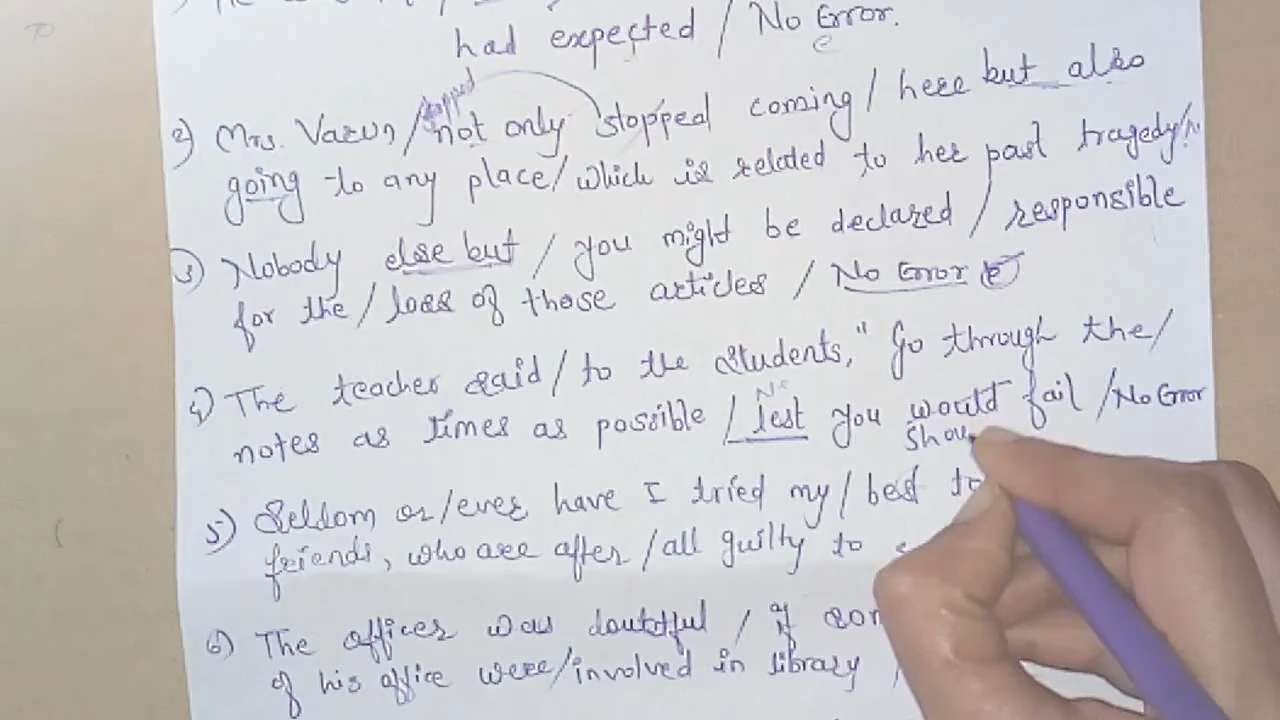 had expected / No Error.
e
stopped
2) Mrs. Varun / not only stopped coming / here but also
going to any place / which is related to her past tragedy /
3) Nobody else but / you might be declared / responsible
for the / loss of those articles / No Error e
4) The teacher said / to the students, " Go through the /
notes as times as possible / lest you would fail / No Error
shou
5) Seldom or / ever have I tried my / best to
friends, who are after / all guilty to
6) The officer was doubtful / if
of his office were / involved in library /